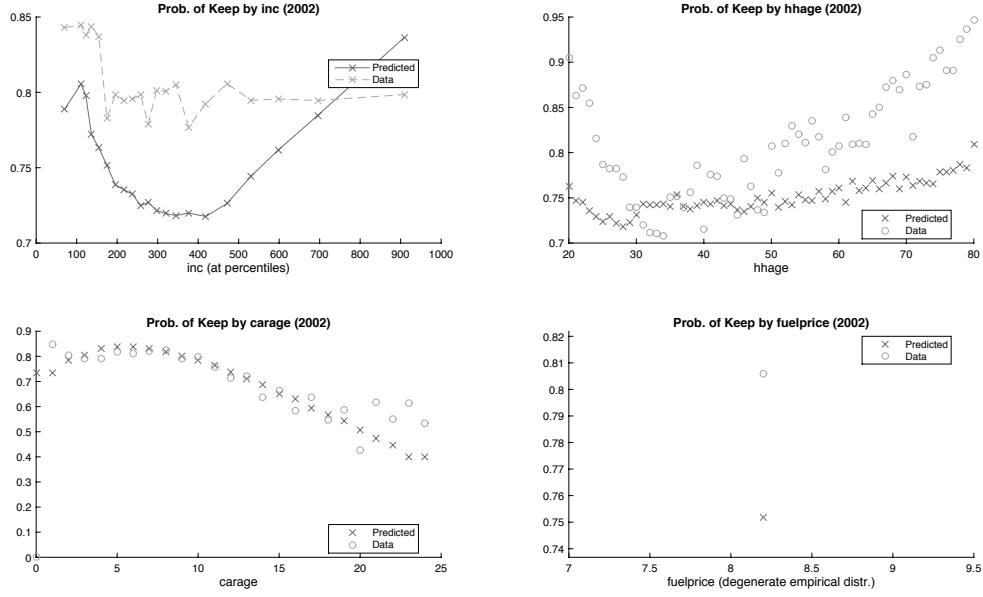 Prob. of Keep by inc (2002)
0.85
0.8
0.75
0.7
0 100 200 300 400 500 600 700 800 900 1000
inc (at percentiles)
Predicted
Data
Prob. of Keep by hhage (2002)
0.95
0.9
0.85
0.8
0.75
0.7
20 30 40 50 60 70 80
hhage
Predicted
Data
Prob. of Keep by carage (2002)
0.9
0.8
0.7
0.6
0.5
0.4
0.3
0.2
0.1
0
0 5 10 15 20 25
carage
Predicted
Data
Prob. of Keep by fuelprice (2002)
0.82
0.81
0.8
0.79
0.78
0.77
0.76
0.75
0.74
7 7.5 8 8.5 9 9.5
fuelprice (degenerate empirical distr.)
Predicted
Data